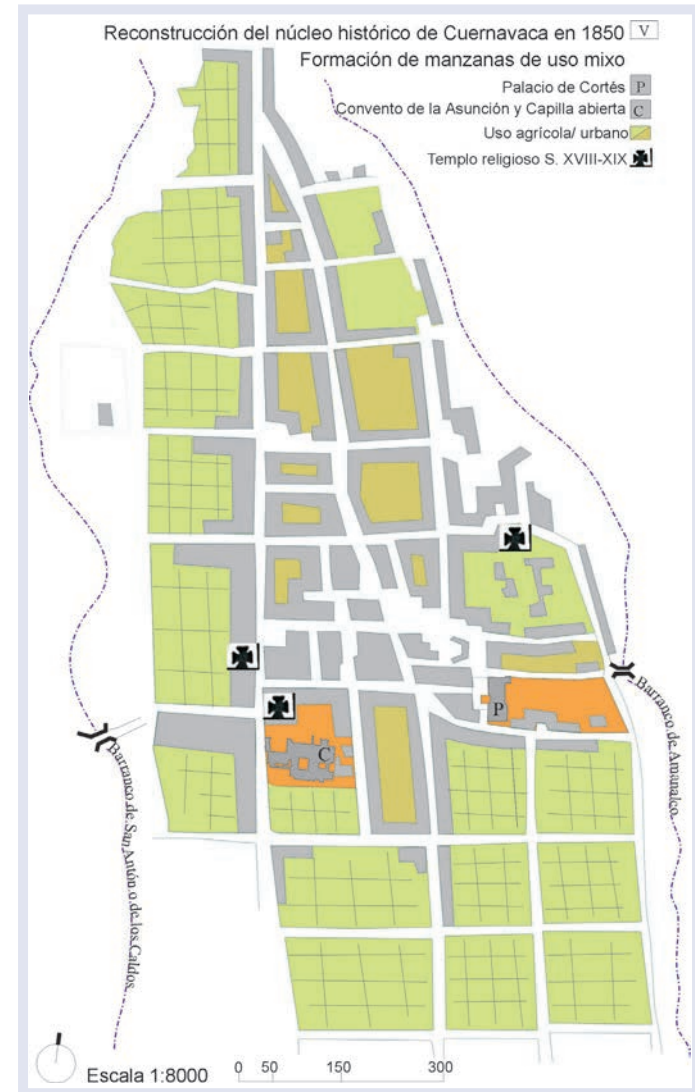 Reconstrucción del núcleo histórico de Cuernavaca en 1850 V
Formación de manzanas de uso mixo
Palacio de Cortés P
Convento de la Asunción y Capilla abierta C
Uso agrícola/ urbano
Templo religioso S. XVIII-XIX
P
C
Barranco de Amanalco.
Barranco de San Antonio de los Caldos.
Escala 1:8000 0 50 150 300